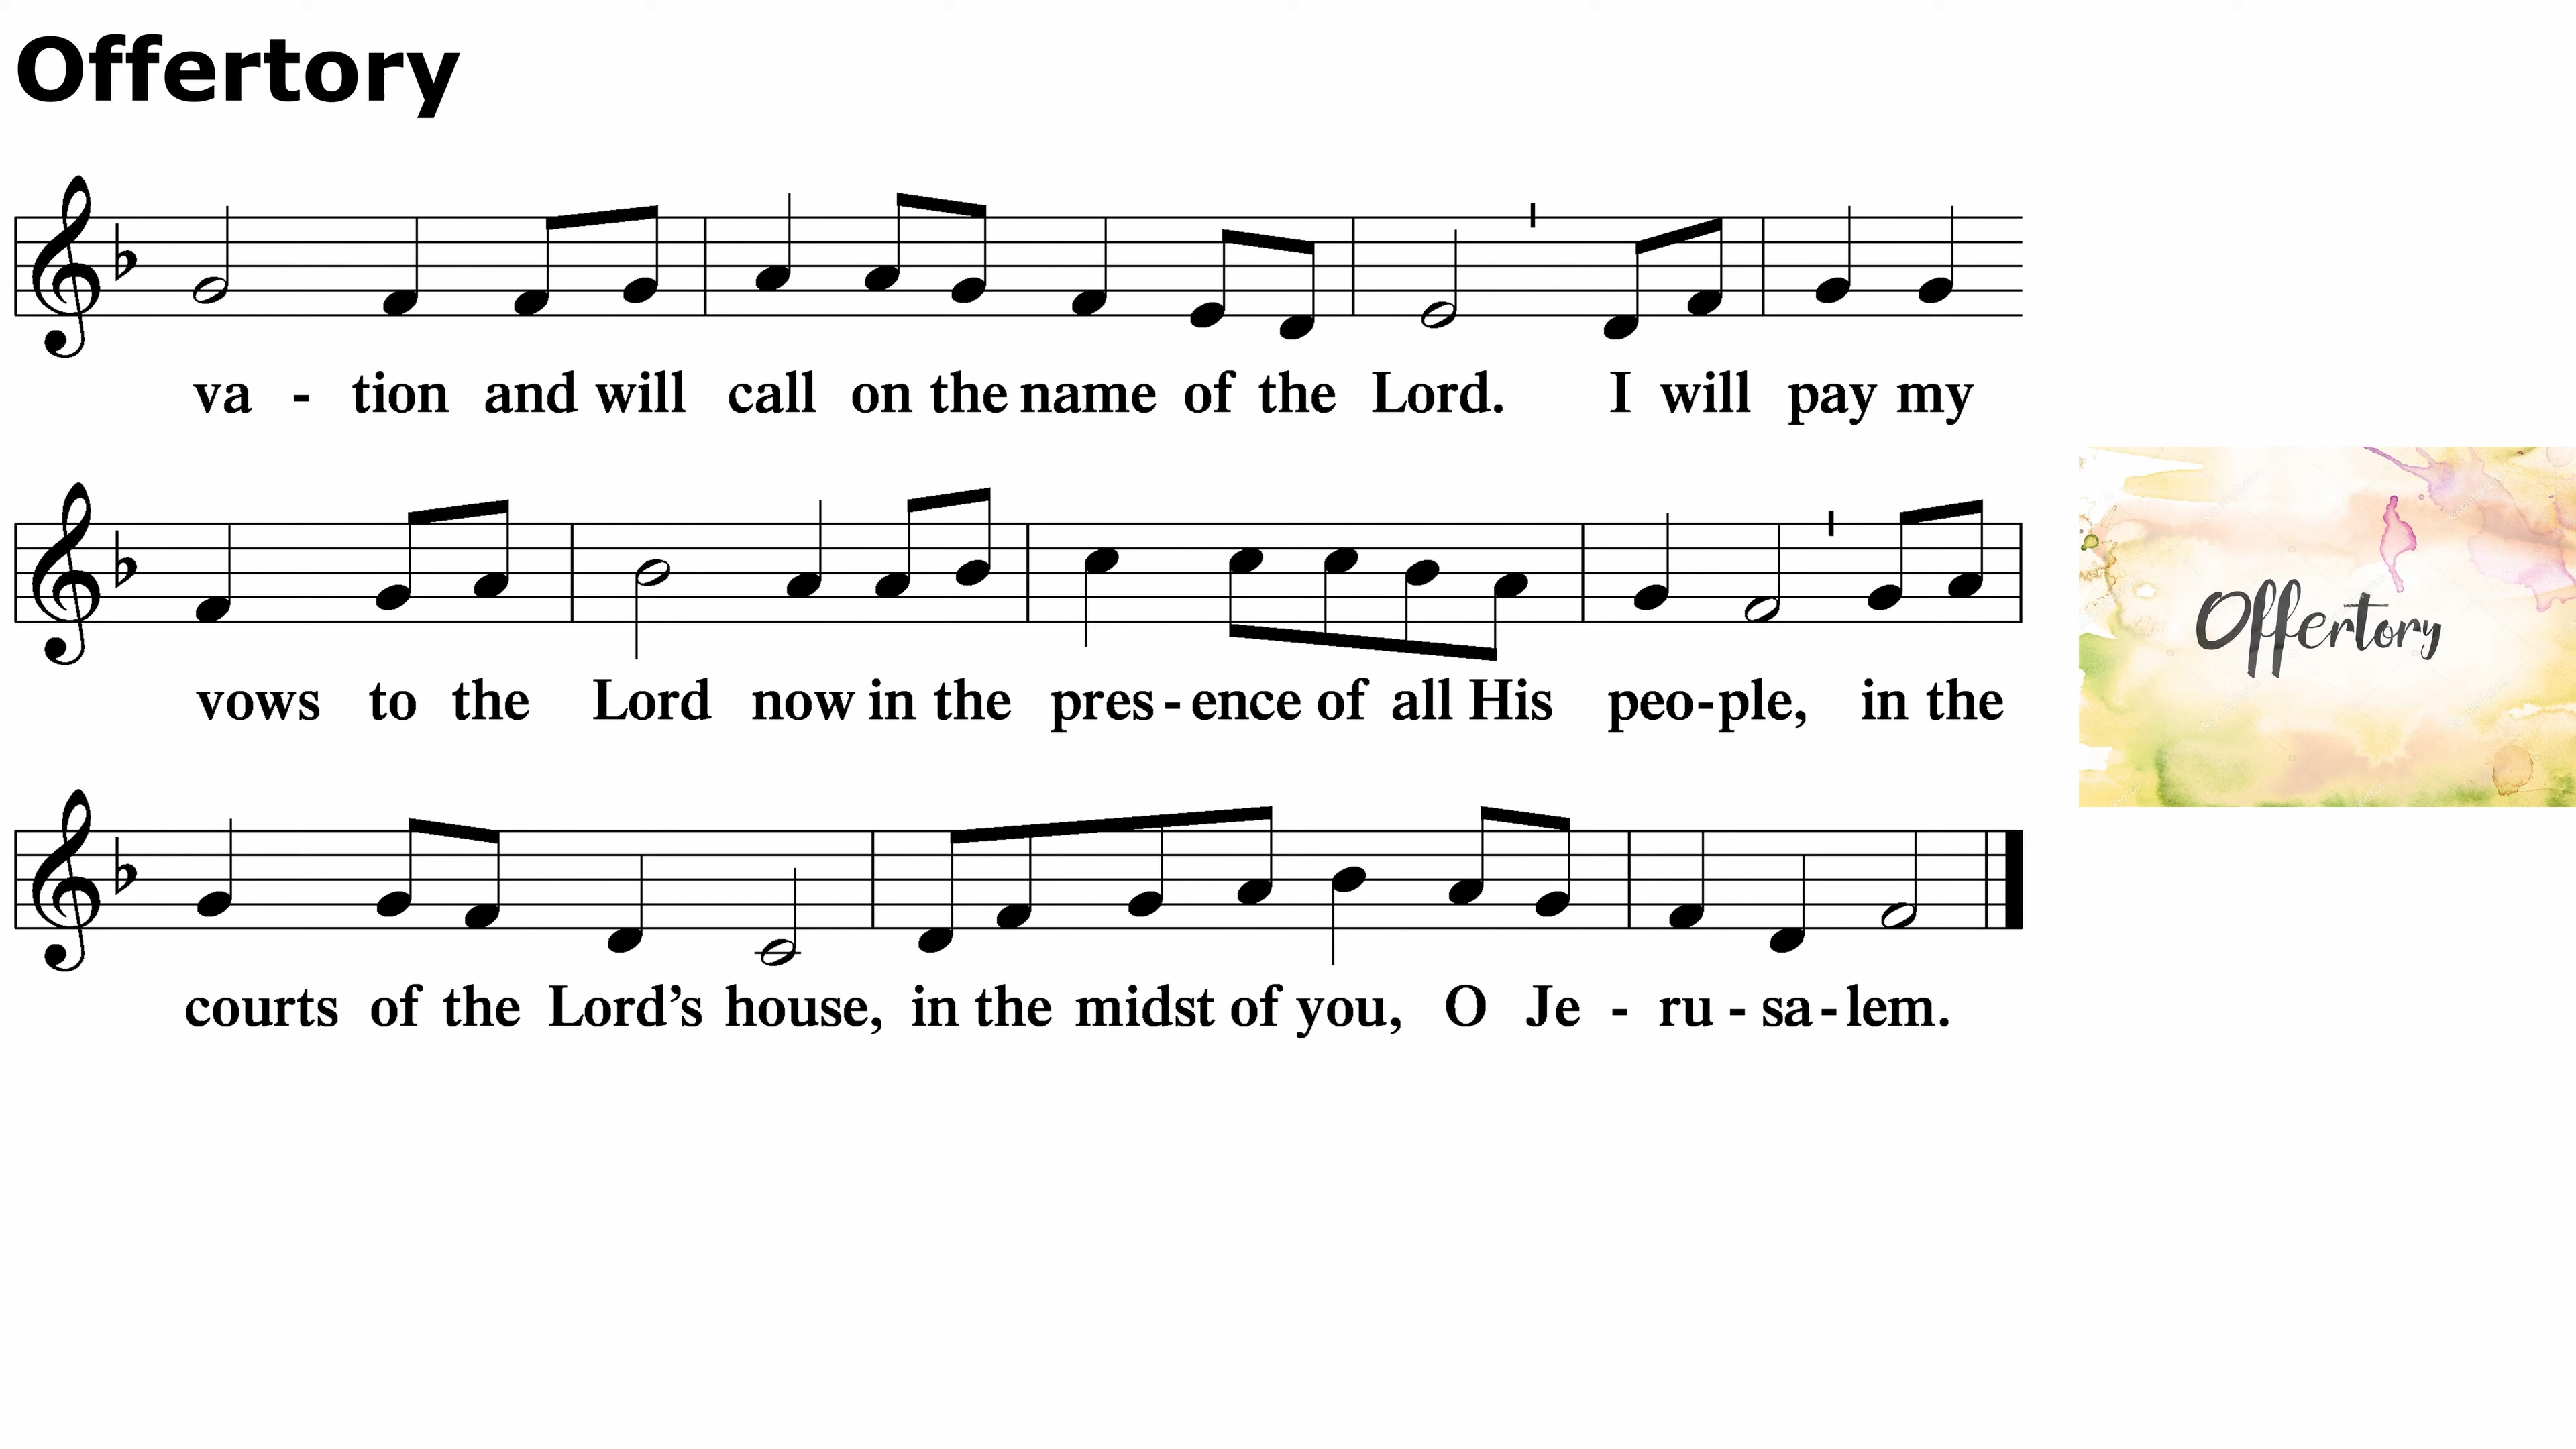 Offertory
va - tion and will call on the name of the Lord. I will pay my
vows to the Lord now in the pres - ence of all His peo - ple, in the
Offertory
courts of the Lord’s house, in the midst of you, O Je - ru - sa - lem.